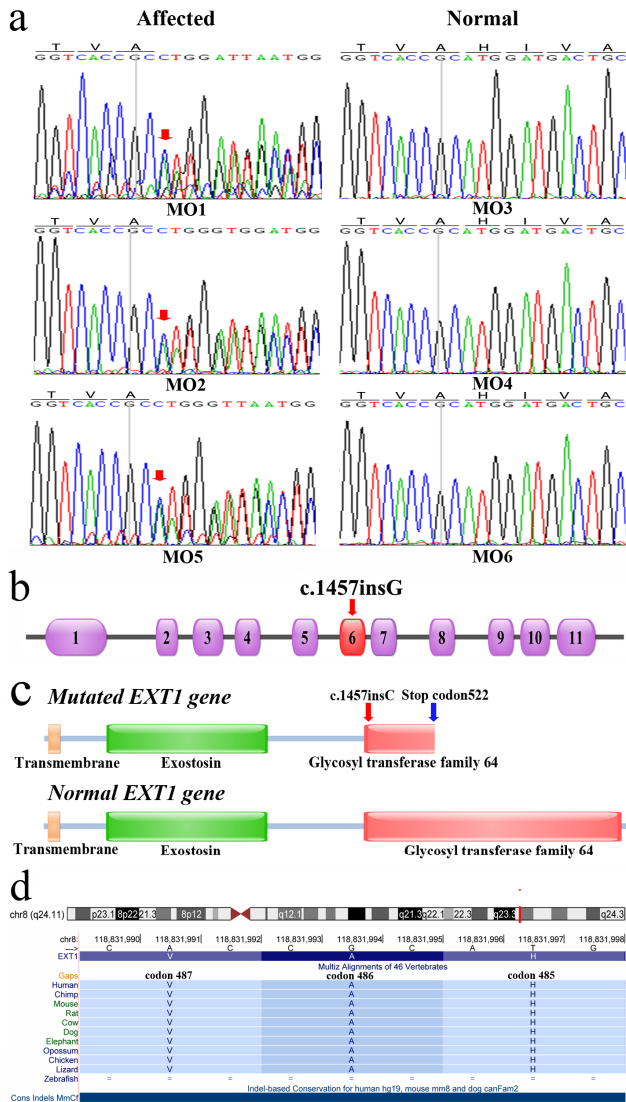 a
Affected Normal
T V A
G G T C A C C G C C T G G A T T A A T G G
MO1
T V A H I V A
G G T C A C C G C A T G G A T G A C T G C
MO3
T V A
G G T C A C C G C C T G G G T G G A T G G
MO2
T V A H I V A
G G T C A C C G C A T G G A T G A C T G C
MO4
T V A
G G T C A C C G C C T G G G T T A A T G G
MO5
T V A H I V A
G G T C A C C G C A T G G A T G A C T G C
MO6
b
c.1457insG
1 2 3 4 5 6 7 8 9 10 11
c
Mutated EXT1 gene
c.1457insC Stop codon522
Transmembrane Exostosin Glycosyl transferase family 64
Normal EXT1 gene
Transmembrane Exostosin Glycosyl transferase family 64
d
chr8 (q24.11) p23.1 8p22 21.3 8p12 q12.1 q21.3 q22.1 22.3 q23.3 q24.3
chr8: 118,831,990| 118,831,991| 118,831,992| 118,831,993| 118,831,994| 118,831,995| 118,831,996| 118,831,997| 118,831,998|
---> C A C C G C A T G
EXT1 V A H
Multiz Alignments of 46 Vertebrates
Gaps codon 487 codon 486 codon 485
Human V A H
Chimp V A H
Mouse V A H
Rat V A H
Cow V A H
Dog V A H
Elephant V A H
Opossum V A H
Chicken V A H
Lizard V A H
Zebrafish = = = = = = = = =
Indel-based Conservation for human hg19, mouse mm8 and dog canFam2
Cons Indels MmCf